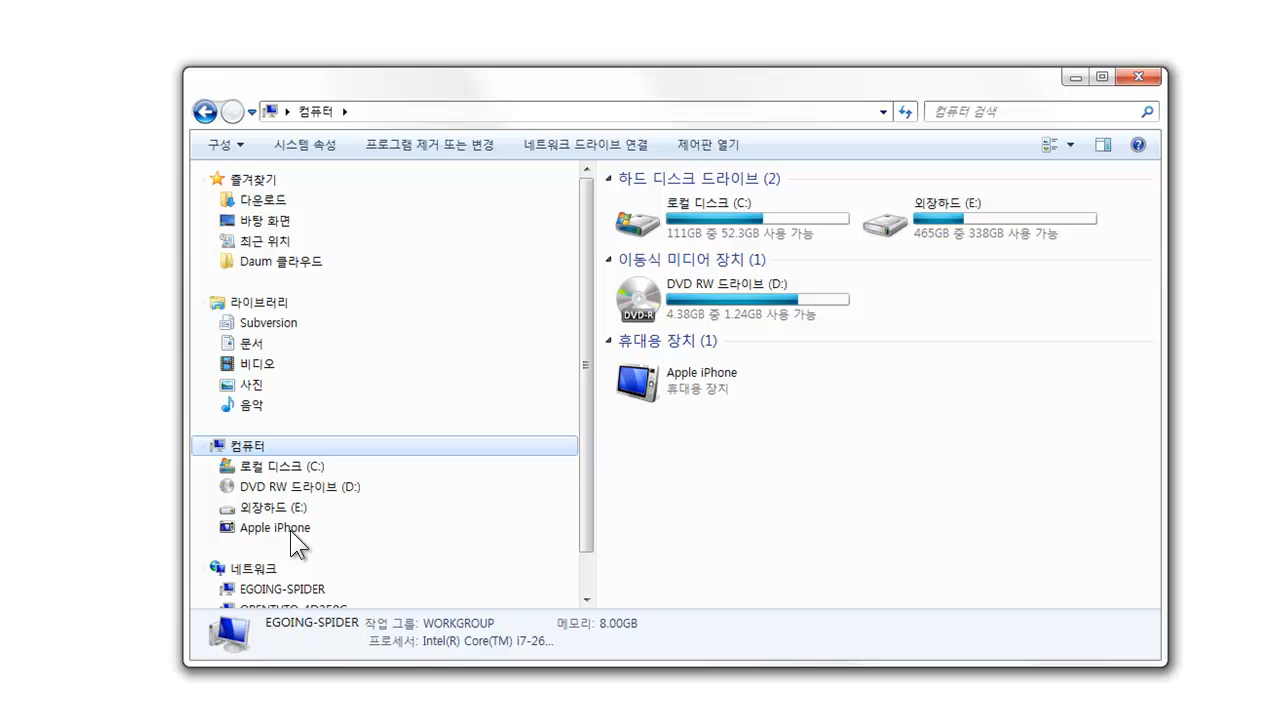 컴퓨터
컴퓨터 검색
구성 시스템 속성 프로그램 제거 또는 변경 네트워크 드라이브 연결 제어판 열기
즐겨찾기
다운로드
바탕 화면
최근 위치
Daum 클라우드
라이브러리
Subversion
문서
비디오
사진
음악
컴퓨터
로컬 디스크 (C:)
DVD RW 드라이브 (D:)
외장하드 (E:)
Apple iPhone
네트워크
EGOING-SPIDER
하드 디스크 드라이브 (2)
로컬 디스크 (C:)
111GB 중 52.3GB 사용 가능
외장하드 (E:)
465GB 중 338GB 사용 가능
이동식 미디어 장치 (1)
DVD-R
DVD RW 드라이브 (D:)
4.38GB 중 1.24GB 사용 가능
휴대용 장치 (1)
Apple iPhone
휴대용 장치
EGOING-SPIDER 작업 그룹: WORKGROUP 메모리: 8.00GB
프로세서: Intel(R) Core(TM) i7-26...